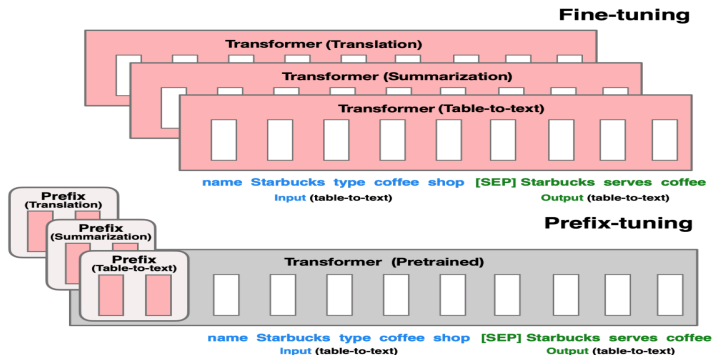 Fine-tuning
Transformer (Translation)
Transformer (Summarization)
Transformer (Table-to-text)
name Starbucks type coffee shop [SEP] Starbucks serves coffee
Input (table-to-text) Output (table-to-text)
Prefix-tuning
Prefix
(Translation)
Prefix
(Summarization)
Prefix
(Table-to-text)
Transformer (Pretrained)
name Starbucks type coffee shop [SEP] Starbucks serves coffee
Input (table-to-text) Output (table-to-text)